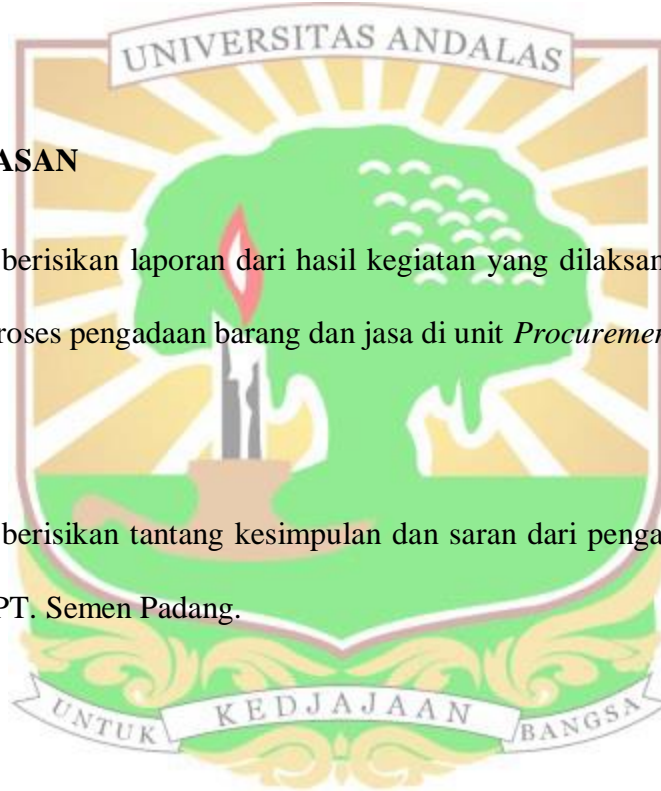 UNIVERSITAS ANDALAS
ASAN
berisikan laporan dari hasil kegiatan yang dilaksan
roses pengadaan barang dan jasa di unit Procuremen
berisikan tantang kesimpulan dan saran dari penga
PT. Semen Padang.
UNTUK KEDJAJAAN BANGSA